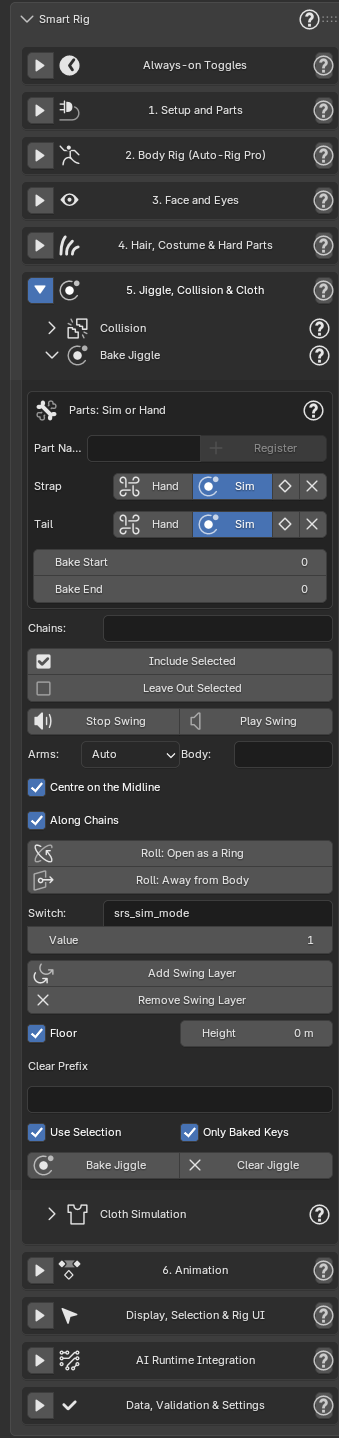 Smart Rig
Always-on Toggles
1. Setup and Parts
2. Body Rig (Auto-Rig Pro)
3. Face and Eyes
4. Hair, Costume & Hard Parts
5. Jiggle, Collision & Cloth
Collision
Bake Jiggle
Parts: Sim or Hand
Part Na... Register
Strap Hand Sim
Tail Hand Sim
Bake Start 0
Bake End 0
Chains:
Include Selected
Leave Out Selected
Stop Swing Play Swing
Arms: Auto Body:
Centre on the Midline
Along Chains
Roll: Open as a Ring
Roll: Away from Body
Switch: srs_sim_mode
Value 1
Add Swing Layer
Remove Swing Layer
Floor Height 0 m
Clear Prefix
Use Selection Only Baked Keys
Bake Jiggle Clear Jiggle
Cloth Simulation
6. Animation
Display, Selection & Rig UI
AI Runtime Integration
Data, Validation & Settings